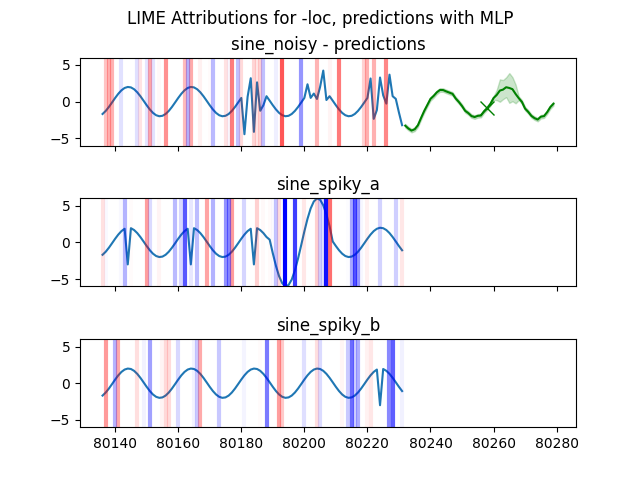 LIME Attributions for -loc, predictions with MLP
sine_noisy - predictions
5
0
−5
sine_spiky_a
5
0
−5
sine_spiky_b
5
0
−5
80140 80160 80180 80200 80220 80240 80260 80280